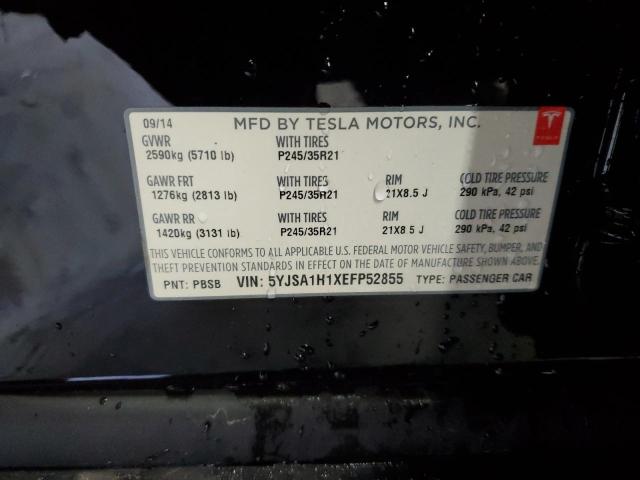 09/14 MFD BY TESLA MOTORS, INC.
GVWR WITH TIRES
2590kg (5710 lb) P245/35R21
GAWR FRT WITH TIRES RIM COLD TIRE PRESSURE
1276kg (2813 lb) P245/35R21 21X8.5 J 290 kPa, 42 psi
GAWR RR WITH TIRES RIM COLD TIRE PRESSURE
1420kg (3131 lb) P245/35R21 21X8.5 J 290 kPa, 42 psi
THIS VEHICLE CONFORMS TO ALL APPLICABLE U.S. FEDERAL MOTOR VEHICLE SAFETY, BUMPER, AND
THEFT PREVENTION STANDARDS IN EFFECT ON THE DATE OF MANUFACTURE SHOWN ABOVE.
PNT: PBSB VIN: 5YJSA1H1XEFP52855 TYPE: PASSENGER CAR
TESLA